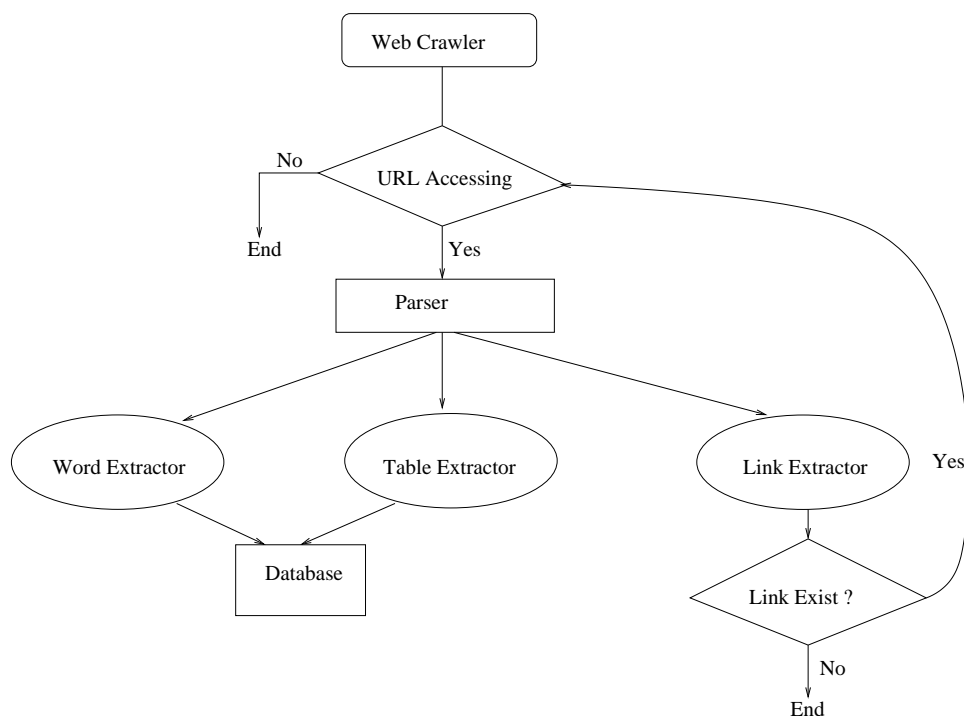 Web Crawler
No
URL Accessing
End
Yes
Parser
Word Extractor
Table Extractor
Link Extractor
Yes
Database
Link Exist ?
No
End